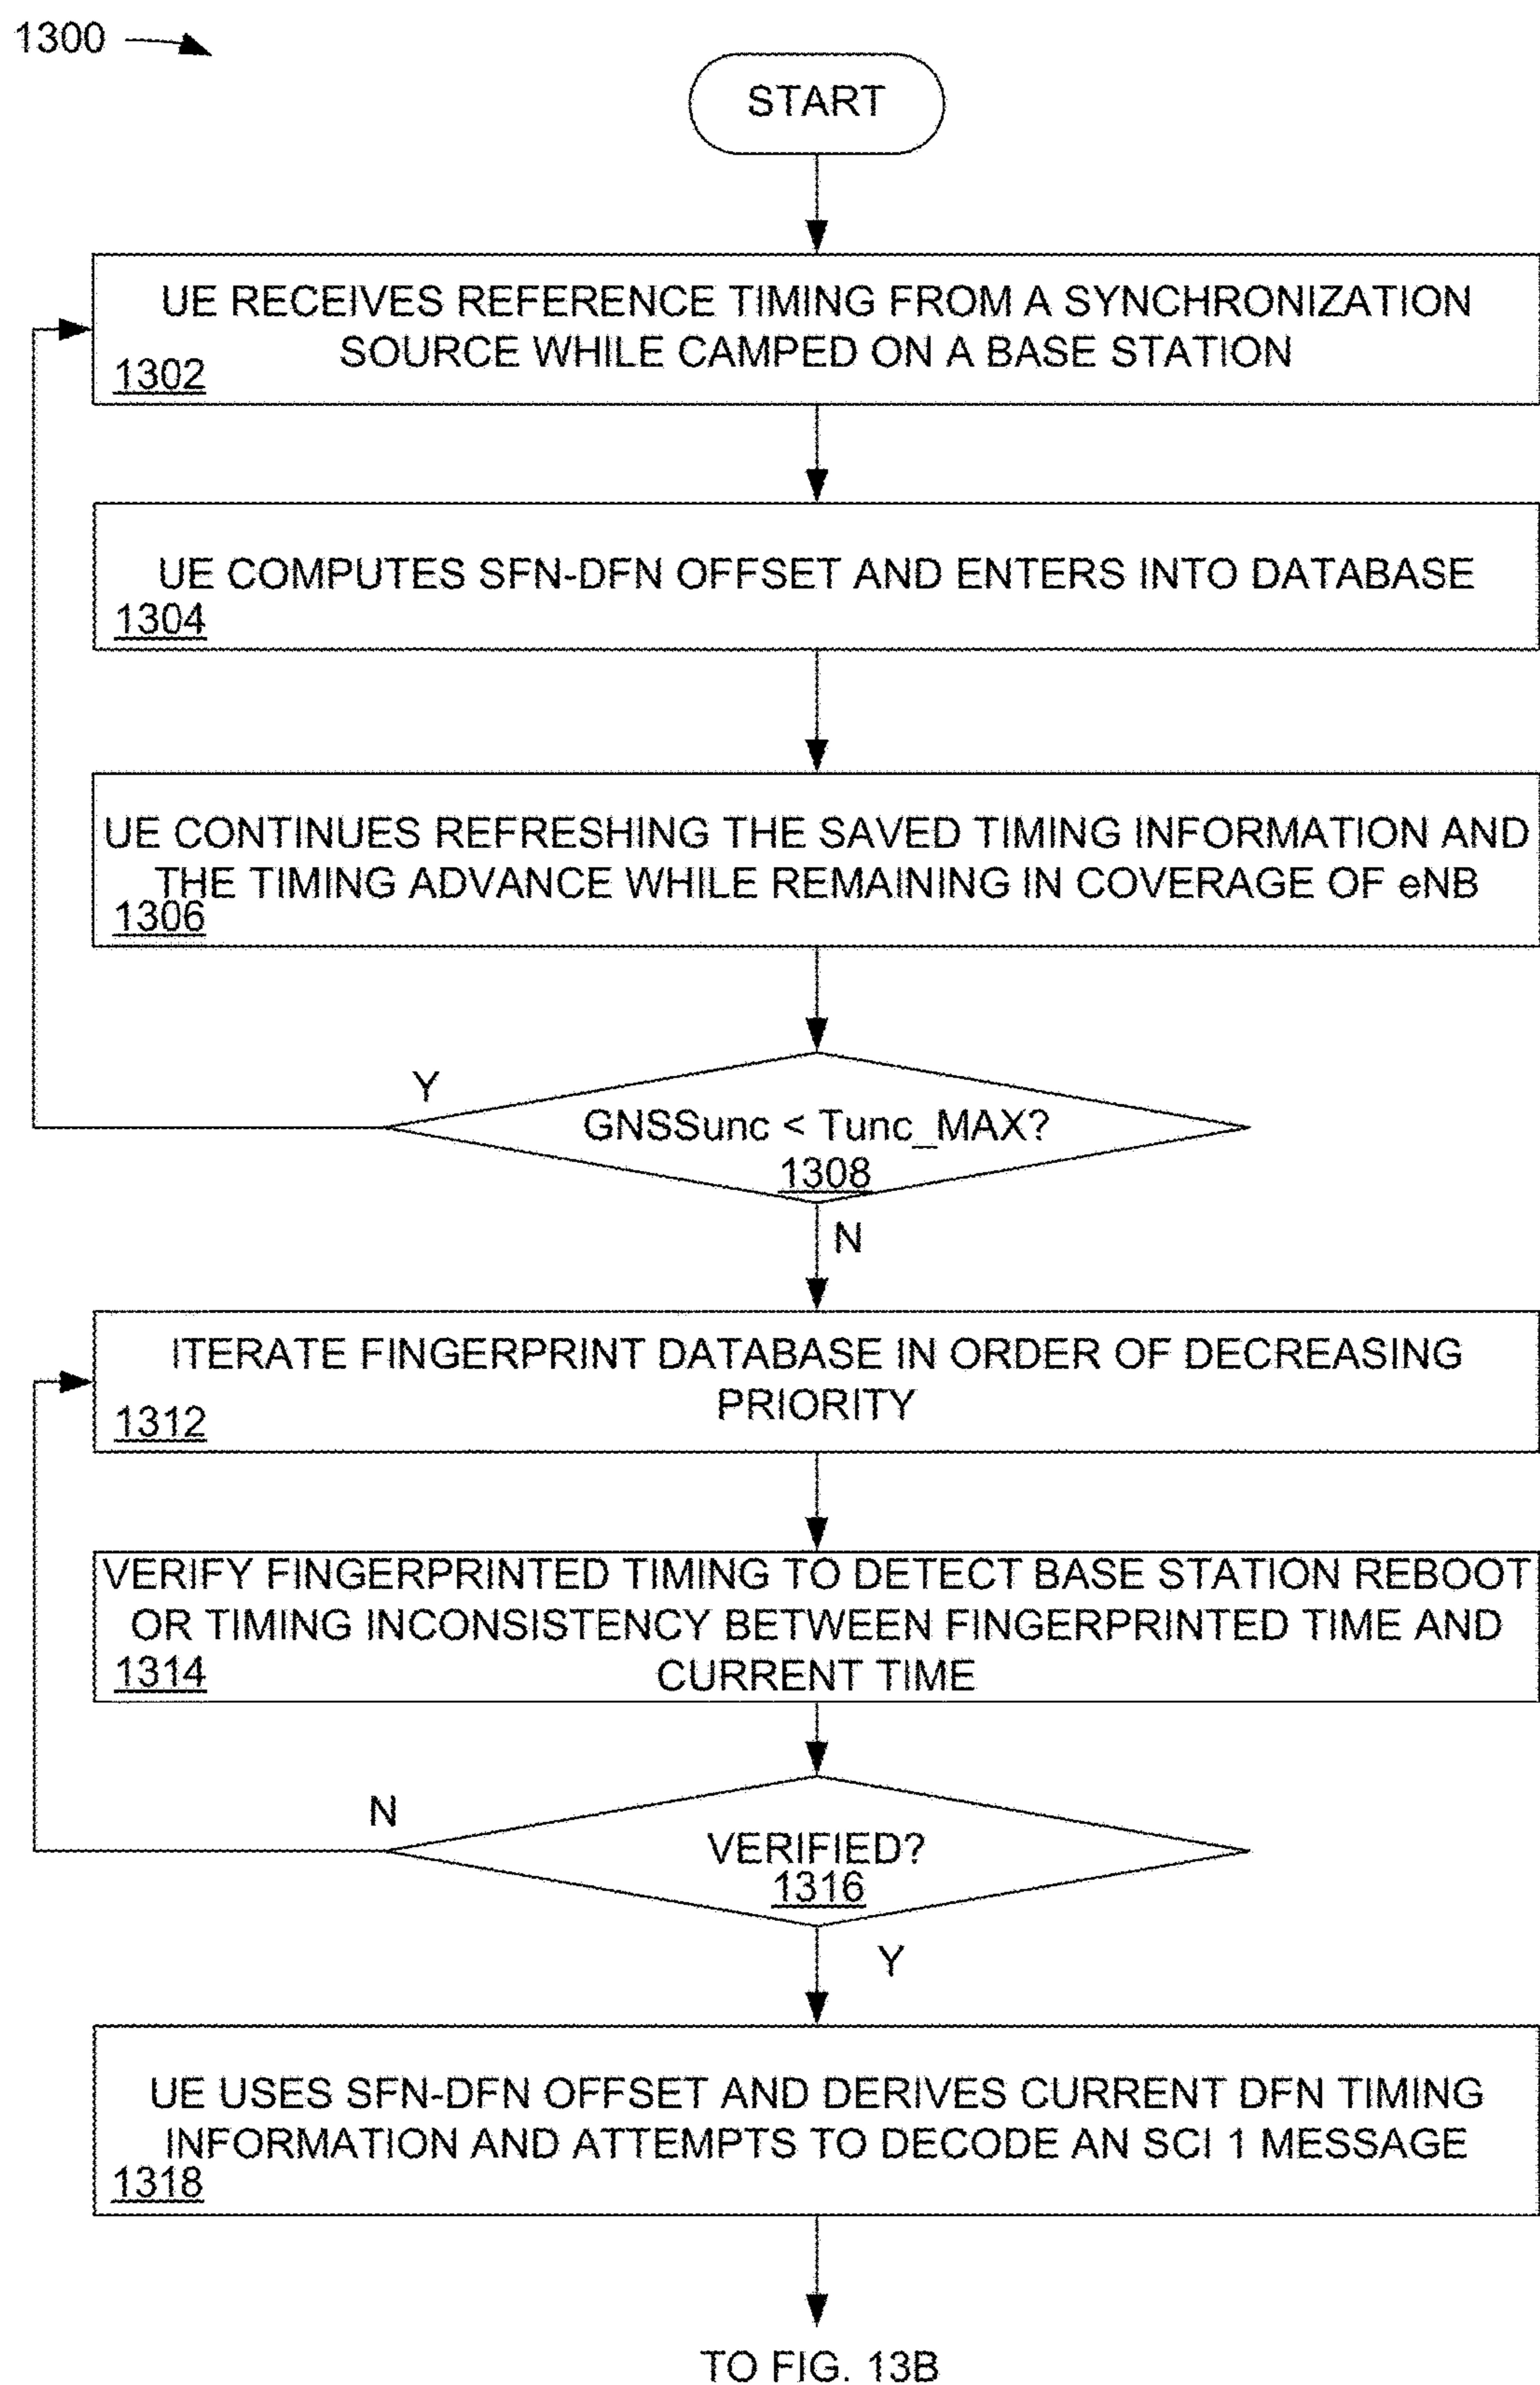 1300
START
UE RECEIVES REFERENCE TIMING FROM A SYNCHRONIZATION
SOURCE WHILE CAMPED ON A BASE STATION
1302
UE COMPUTES SFN-DFN OFFSET AND ENTERS INTO DATABASE
1304
UE CONTINUES REFRESHING THE SAVED TIMING INFORMATION AND
THE TIMING ADVANCE WHILE REMAINING IN COVERAGE OF eNB
1306
Y
GNSSunc < Tunc_MAX?
1308
N
ITERATE FINGERPRINT DATABASE IN ORDER OF DECREASING
PRIORITY
1312
VERIFY FINGERPRINTED TIMING TO DETECT BASE STATION REBOOT
OR TIMING INCONSISTENCY BETWEEN FINGERPRINTED TIME AND
CURRENT TIME
1314
N
VERIFIED?
1316
Y
UE USES SFN-DFN OFFSET AND DERIVES CURRENT DFN TIMING
INFORMATION AND ATTEMPTS TO DECODE AN SCI 1 MESSAGE
1318
TO FIG. 13B